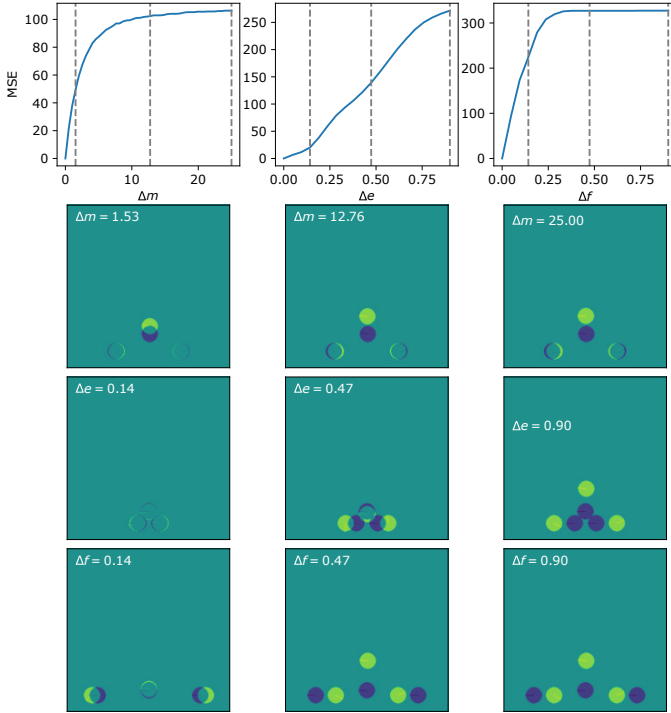 100
80
60
40
20
0
MSE
0
10
20
Δm
250
200
150
100
50
0
0.00
0.25
0.50
0.75
Δe
300
200
100
0
0.00
0.25
0.50
0.75
Δf
Δm = 1.53
Δm = 12.76
Δm = 25.00
Δe = 0.14
Δe = 0.47
Δe = 0.90
Δf = 0.14
Δf = 0.47
Δf = 0.90